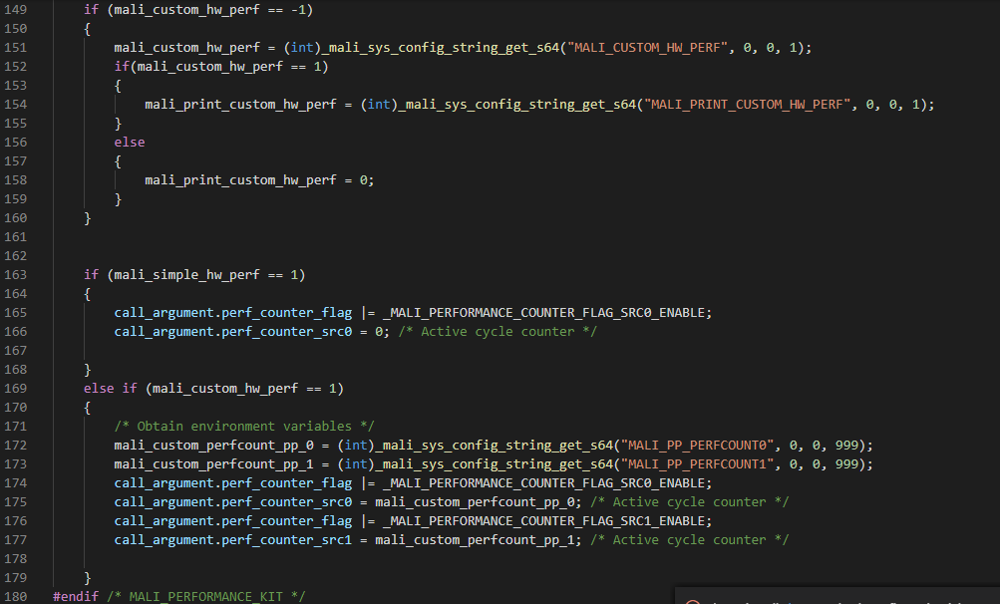 149 if (mali_custom_hw_perf == -1)
150 {
151 mali_custom_hw_perf = (int)_mali_sys_config_string_get_s64("MALI_CUSTOM_HW_PERF", 0, 0, 1);
152 if(mali_custom_hw_perf == 1)
153 {
154 mali_print_custom_hw_perf = (int)_mali_sys_config_string_get_s64("MALI_PRINT_CUSTOM_HW_PERF", 0, 0, 1);
155 }
156 else
157 {
158 mali_print_custom_hw_perf = 0;
159 }
160 }
161
162
163 if (mali_simple_hw_perf == 1)
164 {
165 call_argument.perf_counter_flag |= _MALI_PERFORMANCE_COUNTER_FLAG_SRC0_ENABLE;
166 call_argument.perf_counter_src0 = 0; /* Active cycle counter */
167
168 }
169 else if (mali_custom_hw_perf == 1)
170 {
171 /* Obtain environment variables */
172 mali_custom_perfcount_pp_0 = (int)_mali_sys_config_string_get_s64("MALI_PP_PERFCOUNT0", 0, 0, 999);
173 mali_custom_perfcount_pp_1 = (int)_mali_sys_config_string_get_s64("MALI_PP_PERFCOUNT1", 0, 0, 999);
174 call_argument.perf_counter_flag |= _MALI_PERFORMANCE_COUNTER_FLAG_SRC0_ENABLE;
175 call_argument.perf_counter_src0 = mali_custom_perfcount_pp_0; /* Active cycle counter */
176 call_argument.perf_counter_flag |= _MALI_PERFORMANCE_COUNTER_FLAG_SRC1_ENABLE;
177 call_argument.perf_counter_src1 = mali_custom_perfcount_pp_1; /* Active cycle counter */
178
179 }
180 #endif /* MALI_PERFORMANCE_KIT */